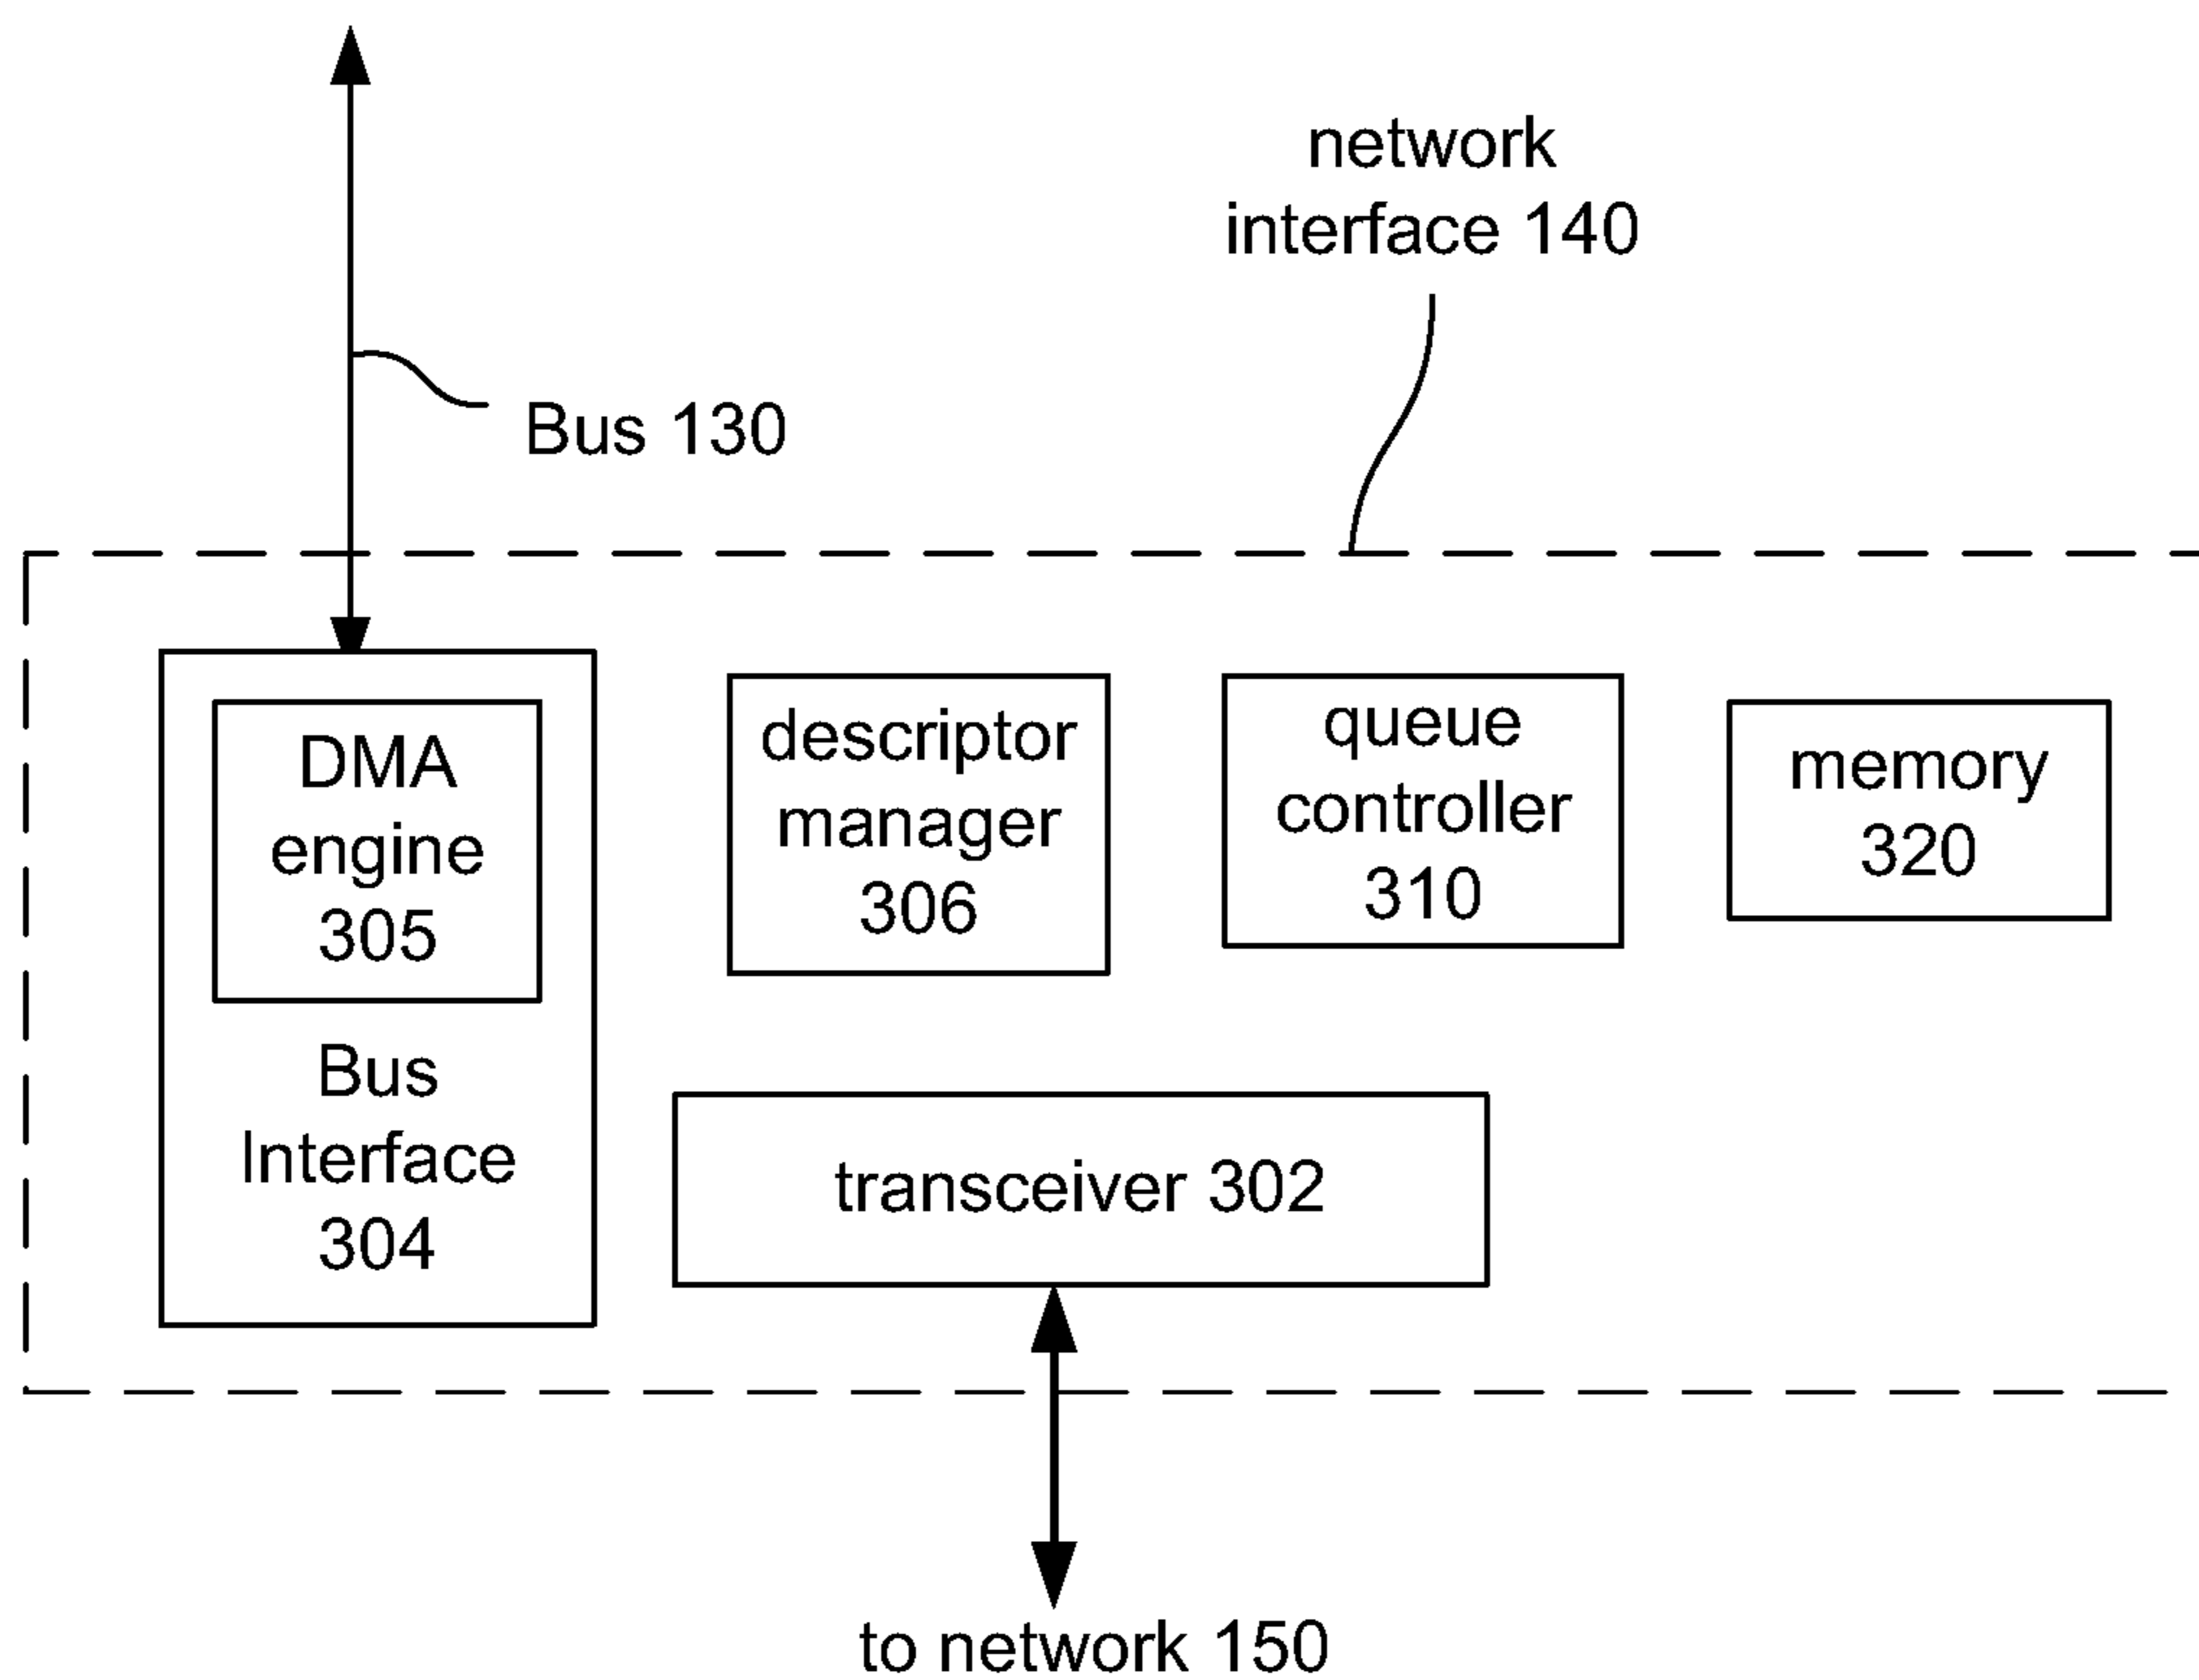 network
interface 140
Bus 130
DMA
engine
305
Bus
Interface
304
descriptor
manager
306
queue
controller
310
memory
320
transceiver 302
to network 150